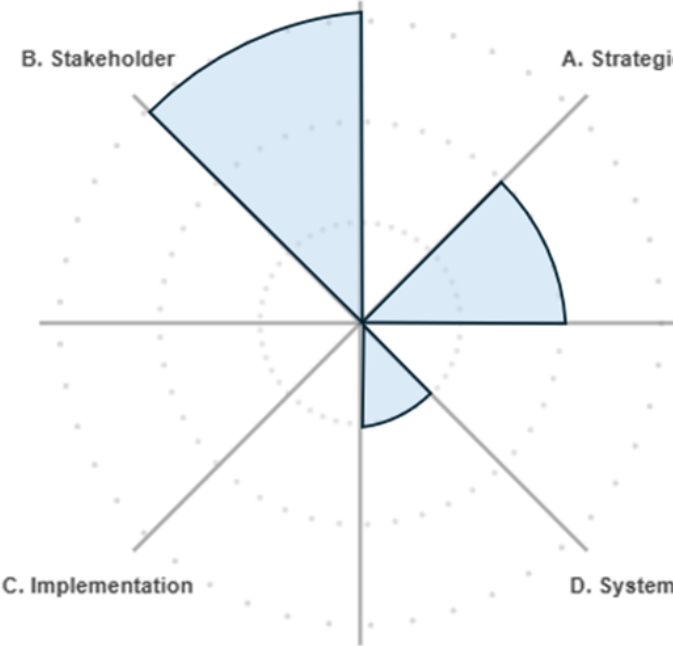 B. Stakeholder
A. Strategi
C. Implementation
D. System